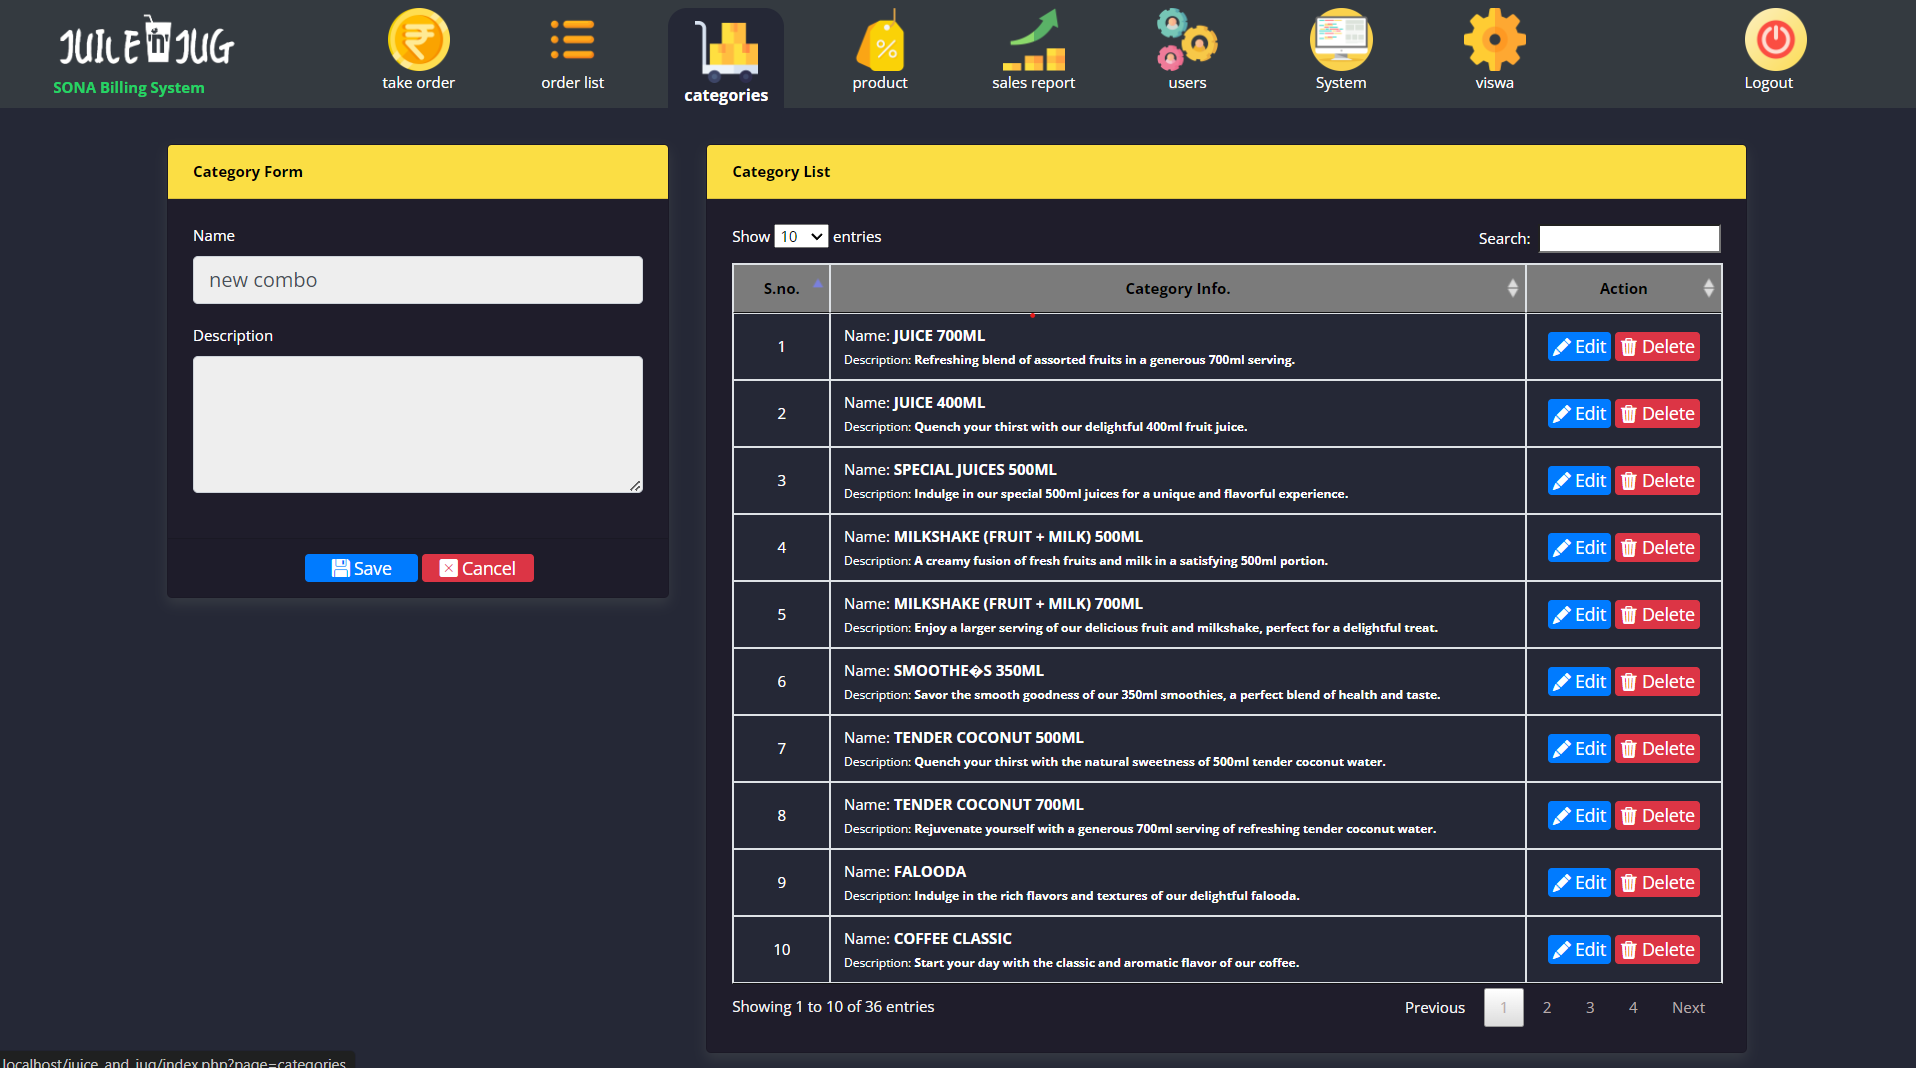 JUICE in JUG
SONA Billing System
take order
order list
categories
product
sales report
users
System
viswa
Logout
Category Form
Name
new combo
Description
Save Cancel
Category List
Show 10 entries
Search:
S.no. Category Info. Action
1 Name: JUICE 700ML
Description: Refreshing blend of assorted fruits in a generous 700ml serving.
Edit Delete
2 Name: JUICE 400ML
Description: Quench your thirst with our delightful 400ml fruit juice.
Edit Delete
3 Name: SPECIAL JUICES 500ML
Description: Indulge in our special 500ml juices for a unique and flavorful experience.
Edit Delete
4 Name: MILKSHAKE (FRUIT + MILK) 500ML
Description: A creamy fusion of fresh fruits and milk in a satisfying 500ml portion.
Edit Delete
5 Name: MILKSHAKE (FRUIT + MILK) 700ML
Description: Enjoy a larger serving of our delicious fruit and milkshake, perfect for a delightful treat.
Edit Delete
6 Name: SMOOTHE�S 350ML
Description: Savor the smooth goodness of our 350ml smoothies, a perfect blend of health and taste.
Edit Delete
7 Name: TENDER COCONUT 500ML
Description: Quench your thirst with the natural sweetness of 500ml tender coconut water.
Edit Delete
8 Name: TENDER COCONUT 700ML
Description: Rejuvenate yourself with a generous 700ml serving of refreshing tender coconut water.
Edit Delete
9 Name: FALOODA
Description: Indulge in the rich flavors and textures of our delightful falooda.
Edit Delete
10 Name: COFFEE CLASSIC
Description: Start your day with the classic and aromatic flavor of our coffee.
Edit Delete
Showing 1 to 10 of 36 entries
Previous 1 2 3 4 Next
localhost/juice_and_jug/index.php?page=categories